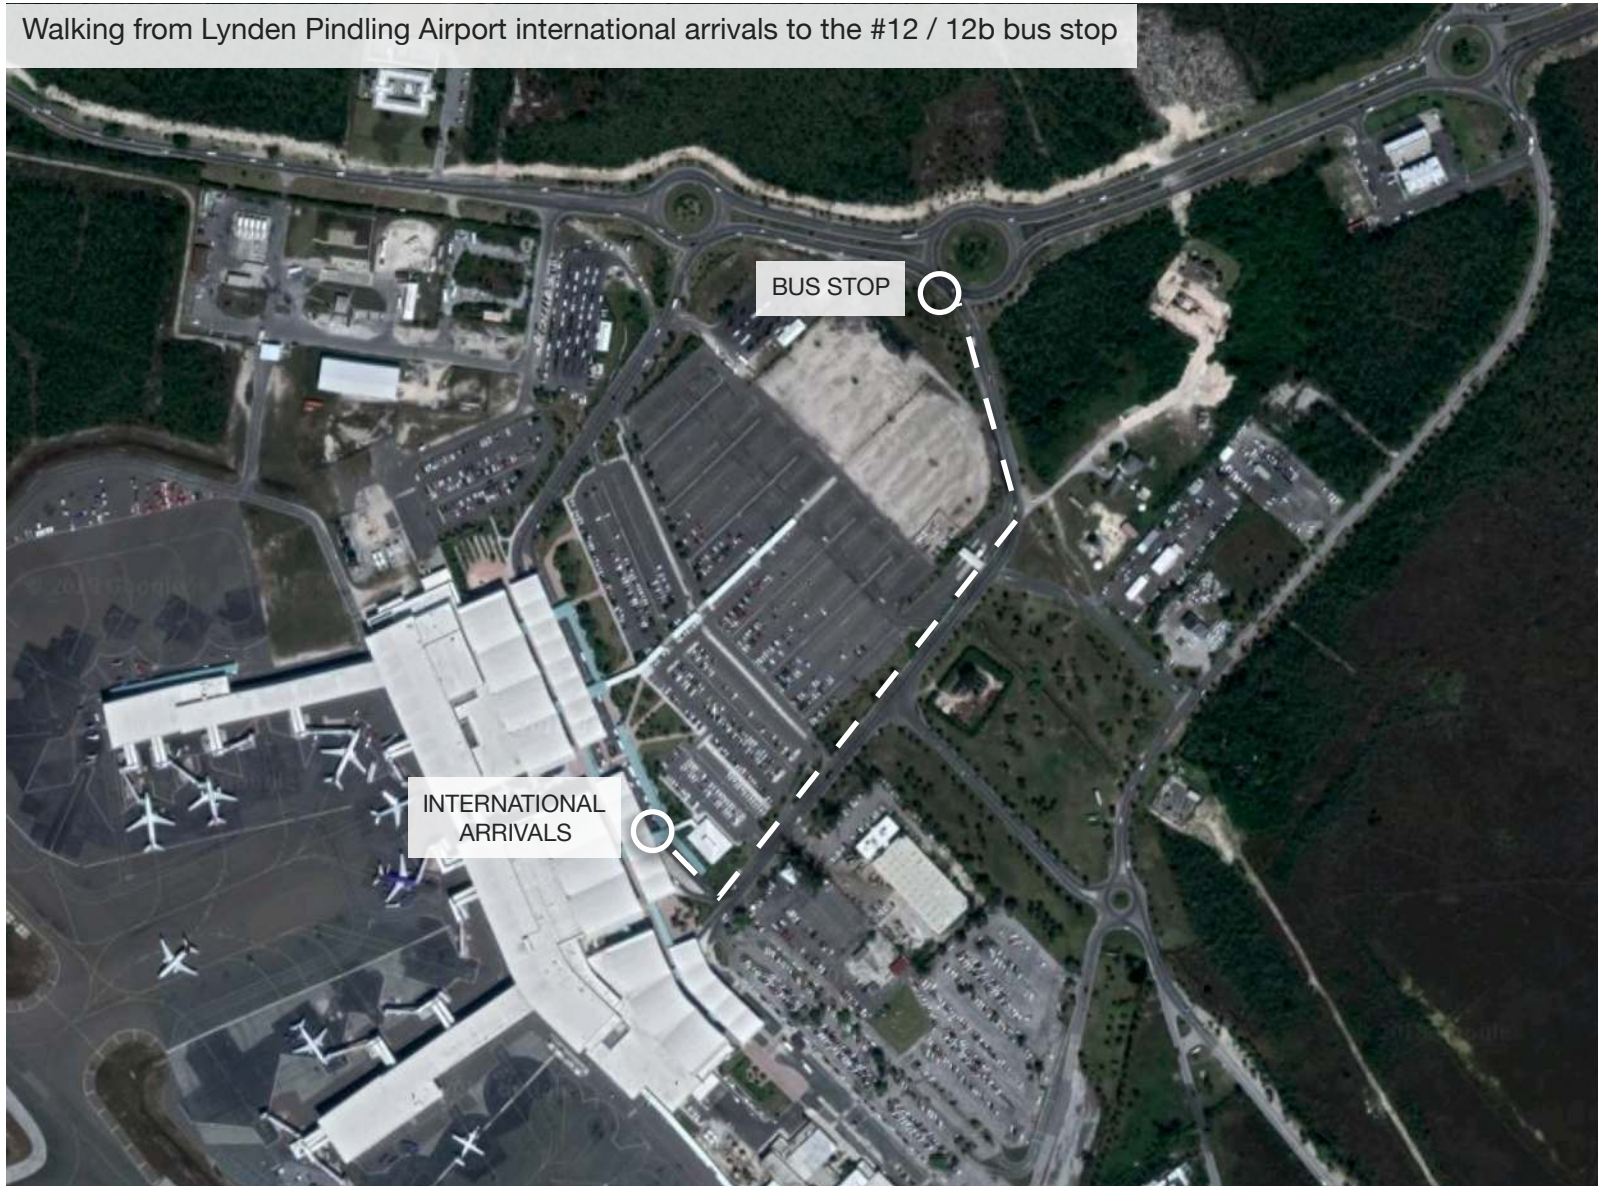 Walking from Lynden Pindling Airport international arrivals to the #12 / 12b bus stop
BUS STOP
INTERNATIONAL
ARRIVALS